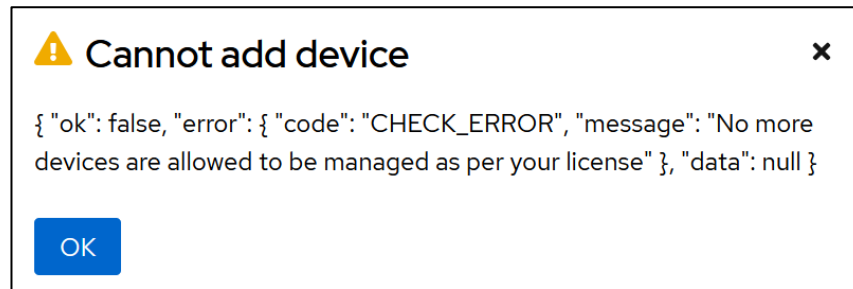 Cannot add device
{ "ok": false, "error": { "code": "CHECK_ERROR", "message": "No more
devices are allowed to be managed as per your license" }, "data": null }
OK